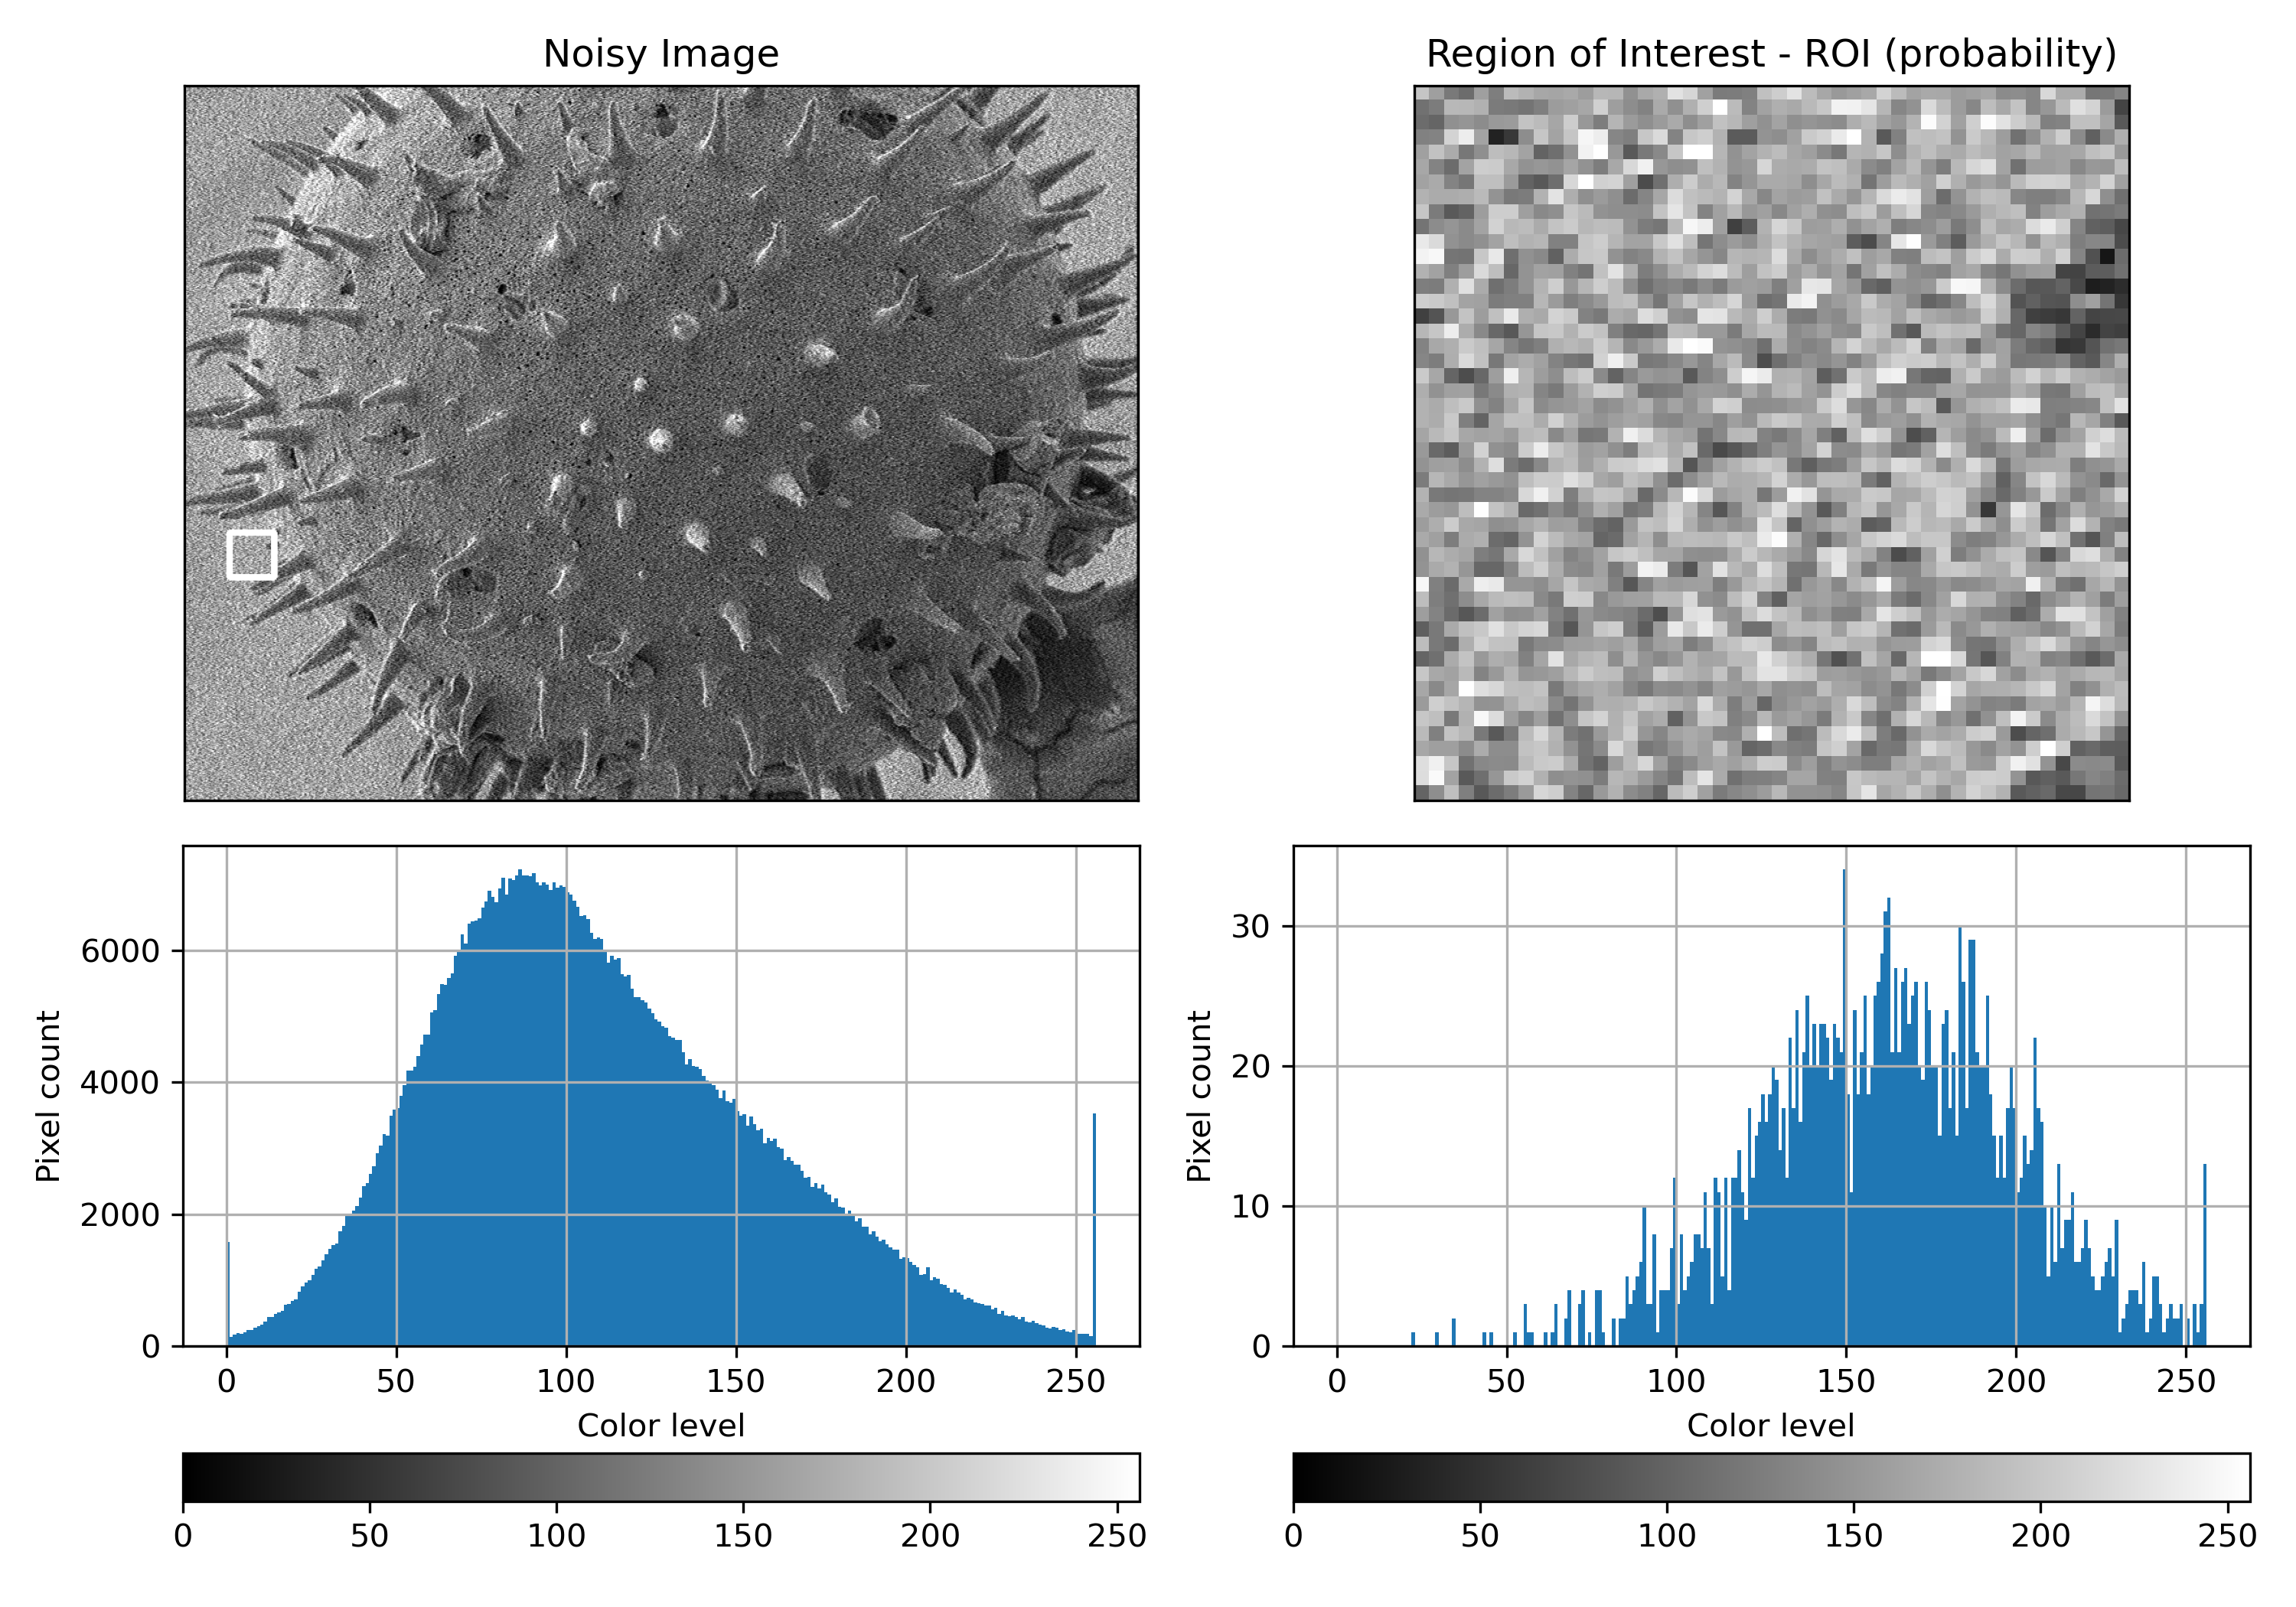 Noisy Image
Region of Interest - ROI (probability)
Pixel count
6000
4000
2000
0
0 50 100 150 200 250
Color level
0 50 100 150 200 250
Pixel count
30
20
10
0
0 50 100 150 200 250
Color level
0 50 100 150 200 250